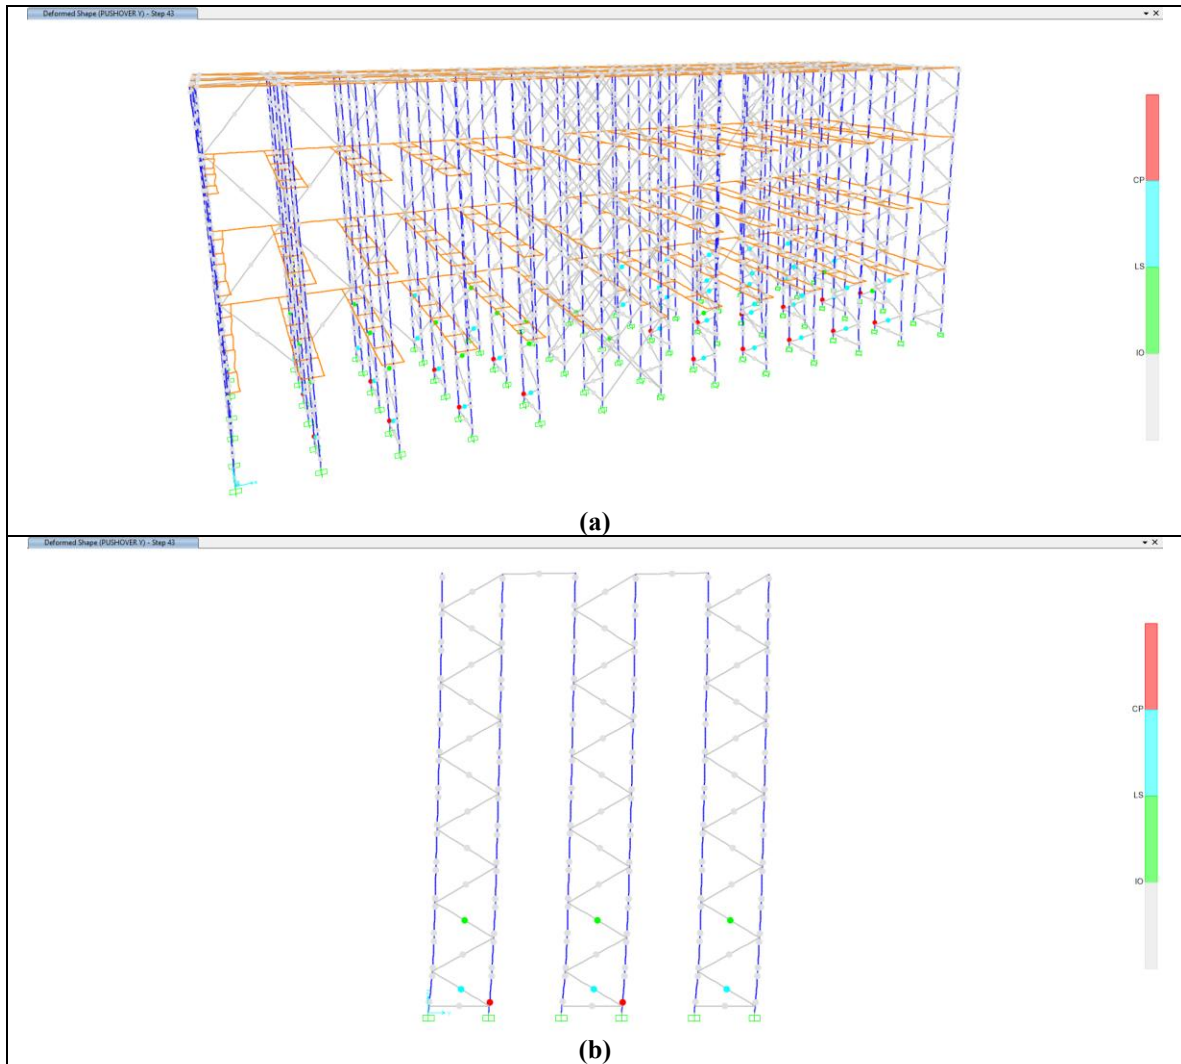 Deformed Shape (PUSHOVER Y) - Step 43
CP
LS
IO
(a)
Deformed Shape (PUSHOVER Y) - Step 43
CP
LS
IO
(b)